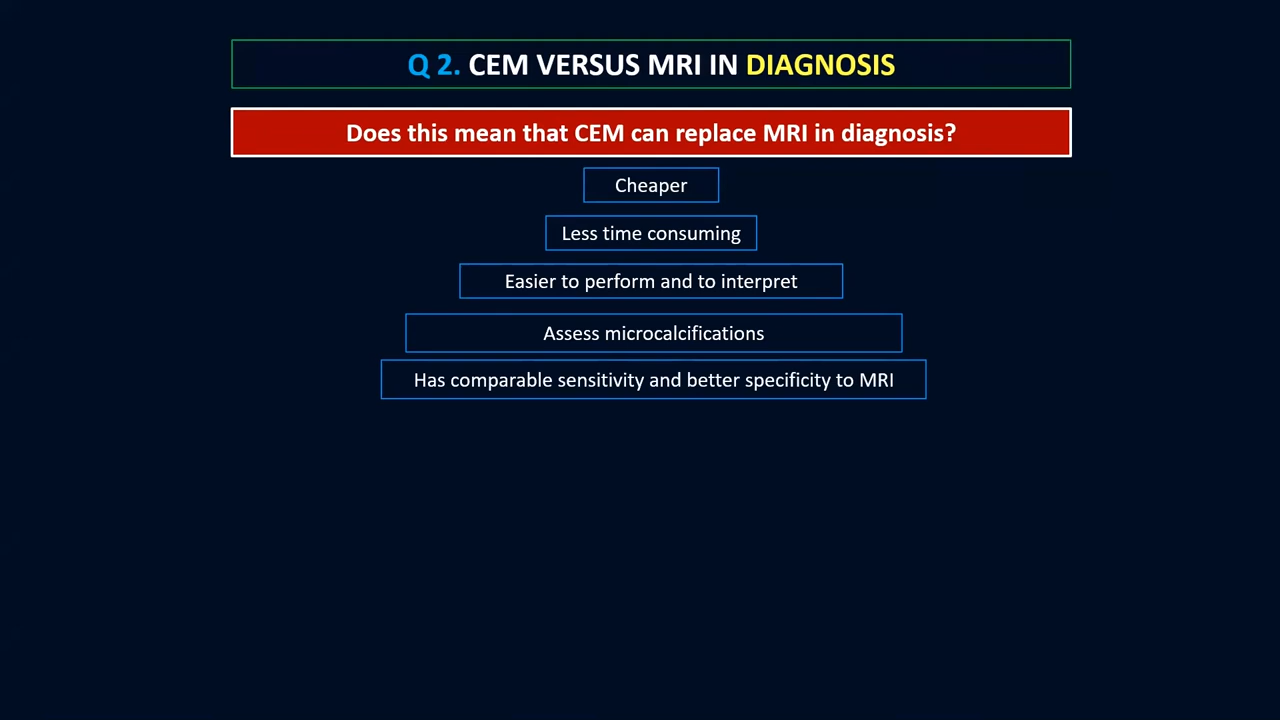 Q 2. CEM VERSUS MRI IN DIAGNOSIS
Does this mean that CEM can replace MRI in diagnosis?
Cheaper
Less time consuming
Easier to perform and to interpret
Assess microcalcifications
Has comparable sensitivity and better specificity to MRI